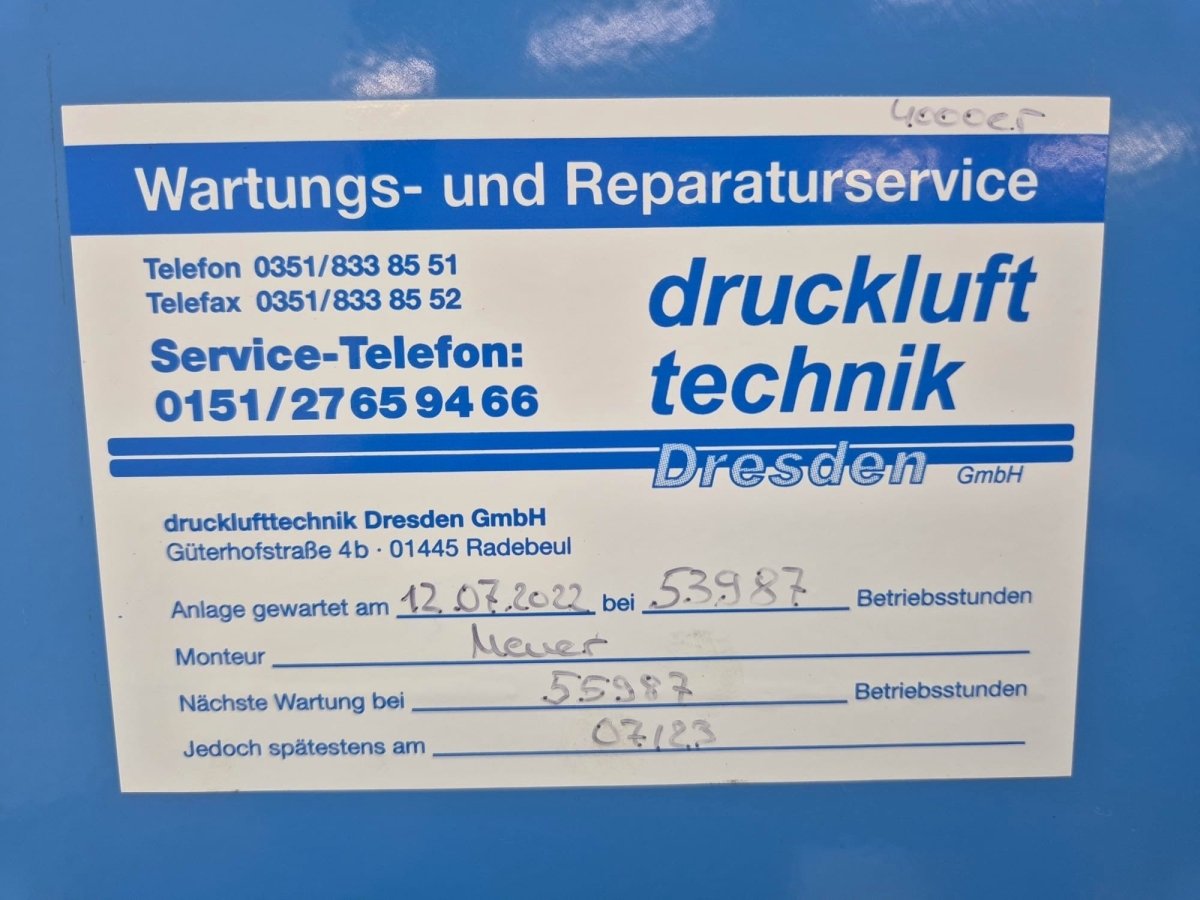 Wartungs- und Reparaturservice
Telefon 0351/833 85 51
Telefax 0351/833 85 52
Service-Telefon:
0151/27 65 94 66
druckluft
technik
Dresden GmbH
drucklufttechnik Dresden GmbH
Güterhofstraße 4b · 01445 Radebeul
Anlage gewartet am 12.07.2022 bei 53987 Betriebsstunden
Monteur
Nächste Wartung bei 55987 Betriebsstunden
Jedoch spätestens am 07/23